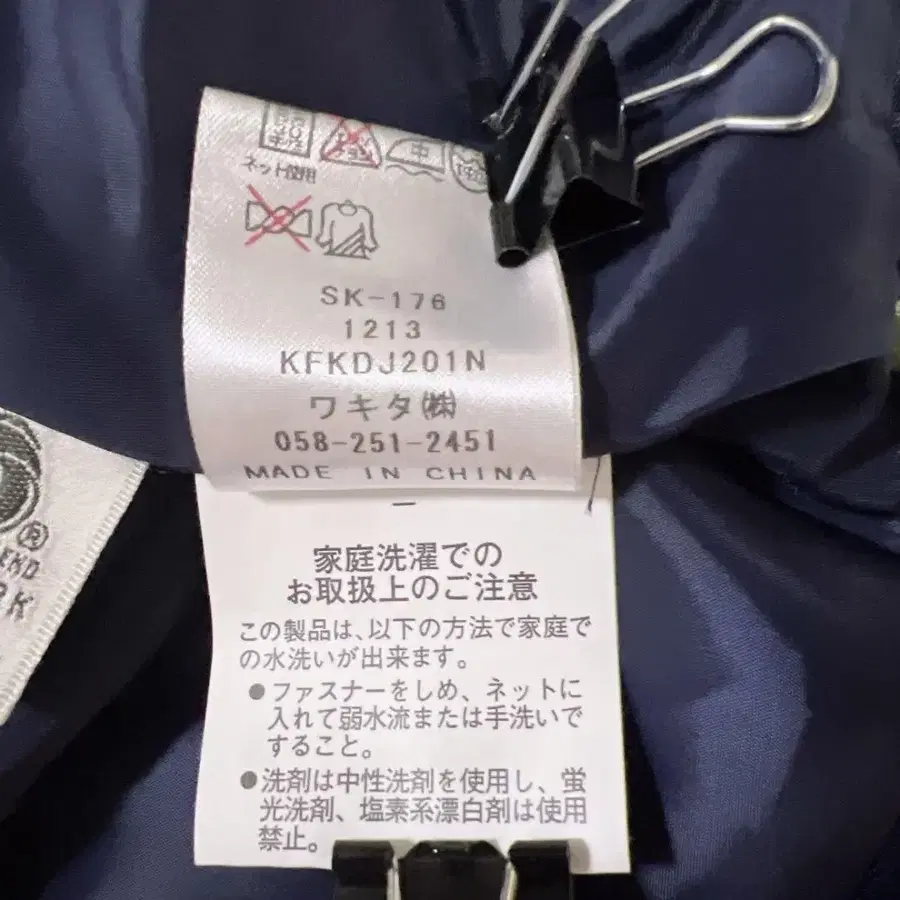 ネット使用
中
SK-176
1213
KFKDJ201N
ワキタ㈱
058-251-2451
MADE IN CHINA
家庭洗濯での
お取扱上のご注意
この製品は、以下の方法で家庭で
の水洗いが出来ます。
●ファスナーをしめ、ネットに
入れて弱水流または手洗いで
すること。
●洗剤は中性洗剤を使用し、蛍
光洗剤、塩素系漂白剤は使用
禁止。
®